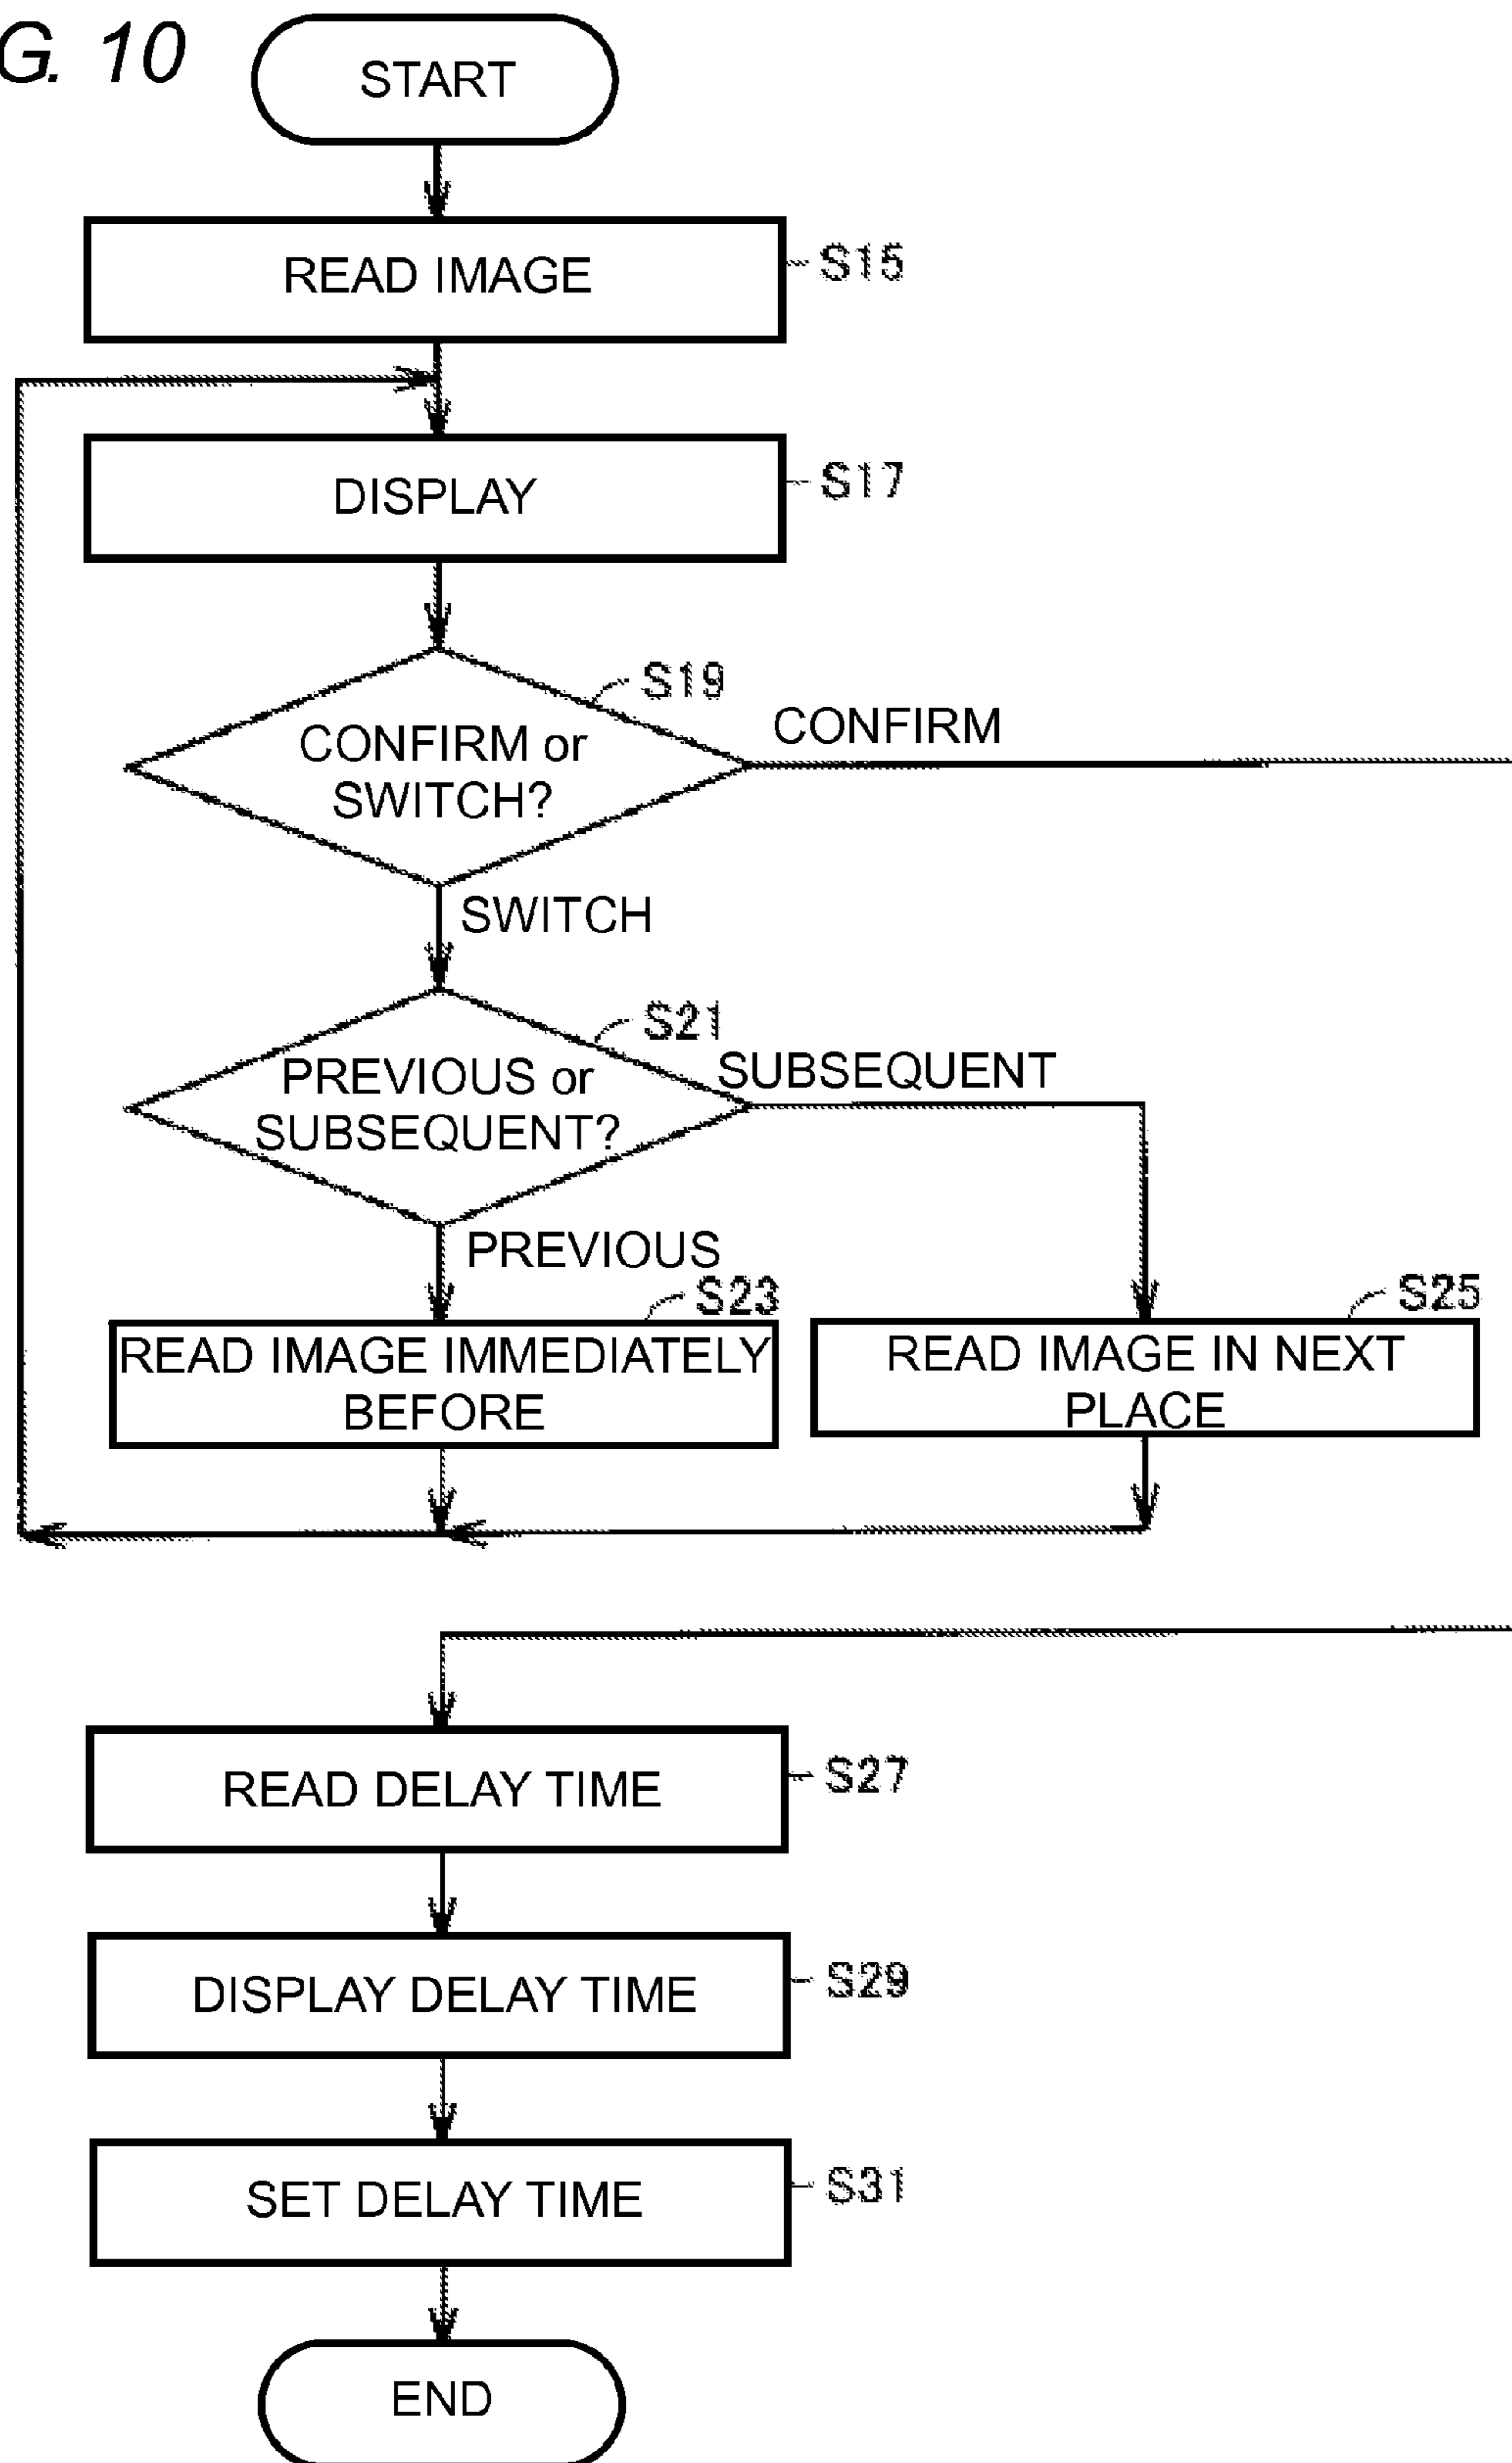 G. 10
START
READ IMAGE
S15
DISPLAY
S17
S19
CONFIRM or
SWITCH?
CONFIRM
SWITCH
S21
PREVIOUS or
SUBSEQUENT?
SUBSEQUENT
PREVIOUS
S23
READ IMAGE IMMEDIATELY
BEFORE
S25
READ IMAGE IN NEXT
PLACE
READ DELAY TIME
S27
DISPLAY DELAY TIME
S29
SET DELAY TIME
S31
END